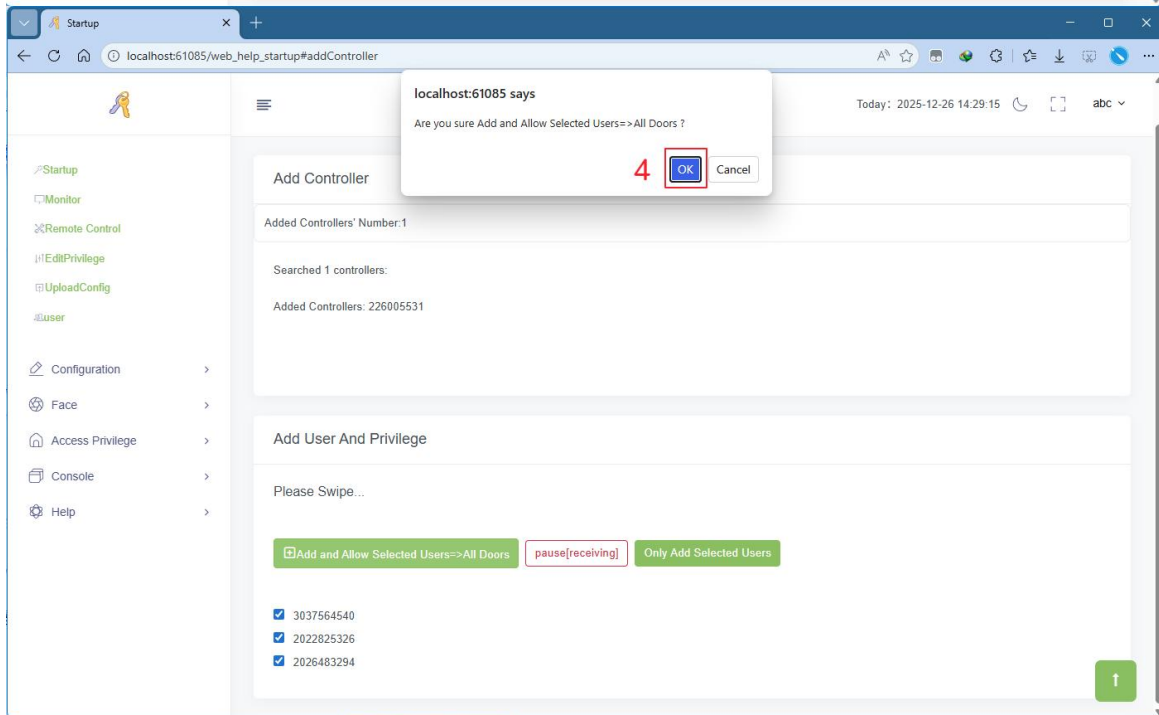 Startup
localhost:61085/web_help_startup#addController
localhost:61085 says
Are you sure Add and Allow Selected Users=>All Doors ?
4
OK
Cancel
Today：2025-12-26 14:29:15
abc
Startup
Monitor
Remote Control
EditPrivilege
UploadConfig
user
Configuration
Face
Access Privilege
Console
Help
Add Controller
Added Controllers' Number:1
Searched 1 controllers:
Added Controllers: 226005531
Add User And Privilege
Please Swipe...
Add and Allow Selected Users=>All Doors
pause[receiving]
Only Add Selected Users
3037564540
2022825326
2026483294